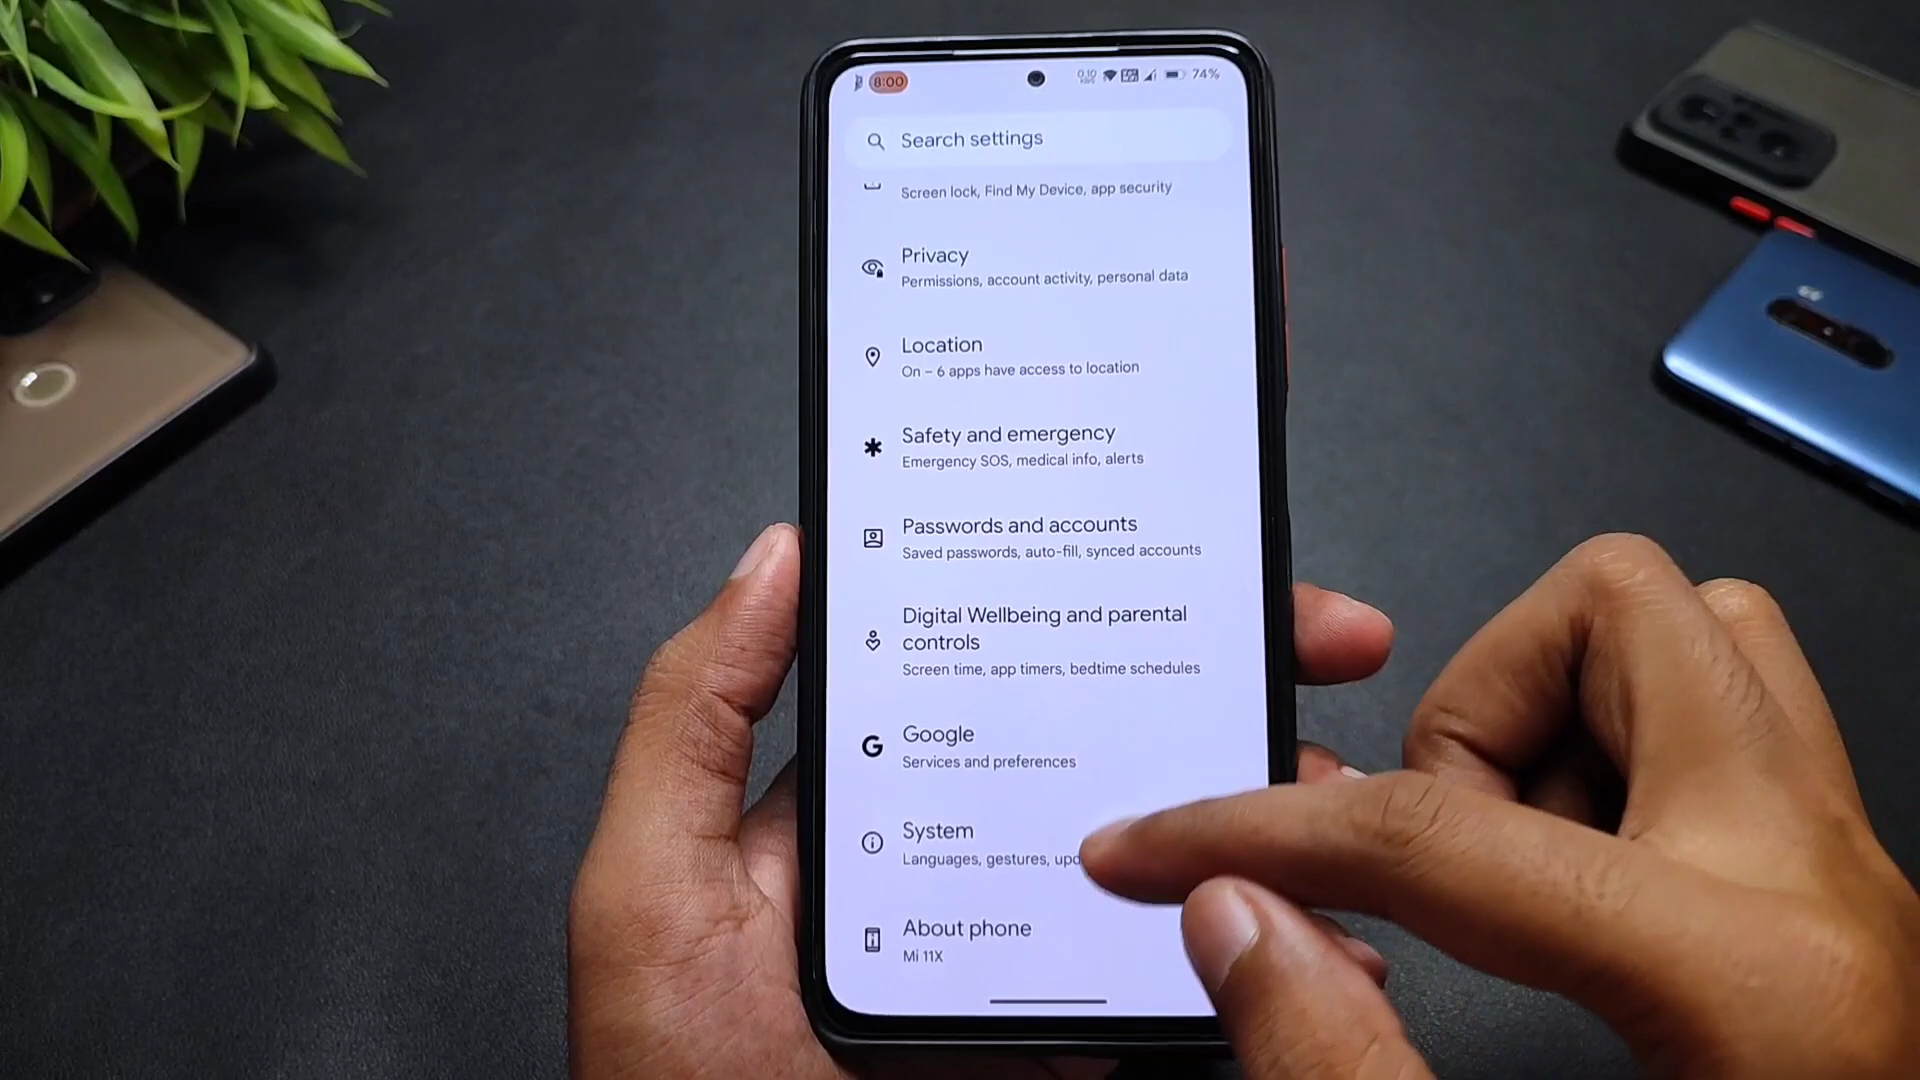 8:00
0.10
74%
Search settings
Screen lock, Find My Device, app security
Privacy
Permissions, account activity, personal data
Location
On – 6 apps have access to location
Safety and emergency
Emergency SOS, medical info, alerts
Passwords and accounts
Saved passwords, auto-fill, synced accounts
Digital Wellbeing and parental
controls
Screen time, app timers, bedtime schedules
Google
Services and preferences
System
Languages, gestures, upd
About phone
Mi 11X